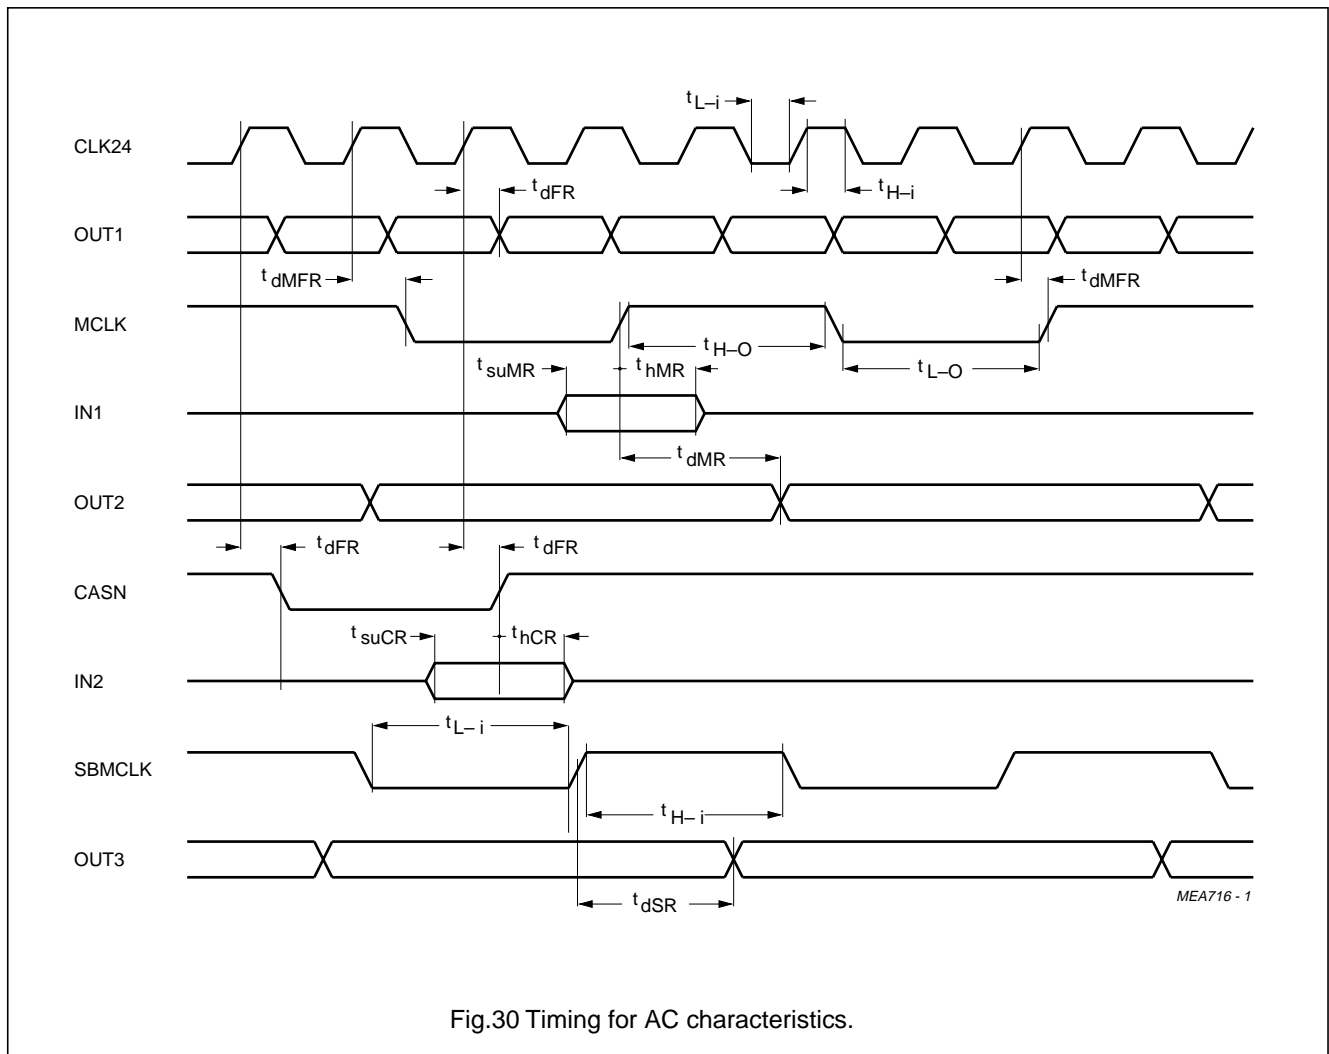 t L–i
CLK24
t dFR
t H–i
OUT1
t dMFR
t dMFR
MCLK
t H–O
t suMR
t hMR
t L–O
IN1
t dMR
OUT2
t dFR
t dFR
CASN
t suCR
t hCR
IN2
t L– i
SBMCLK
t H– i
OUT3
MEA716 - 1
t dSR
Fig.30 Timing for AC characteristics.